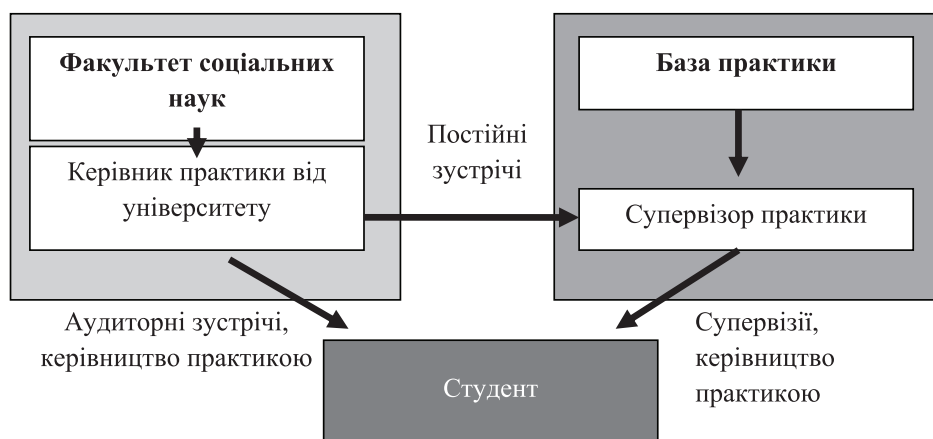 Факультет соціальних
наук
Керівник практики від
університету
Постійні
зустрічі
База практики
Супервізор практики
Аудиторні зустрічі,
керівництво практикою
Супервізії,
керівництво
практикою
Студент